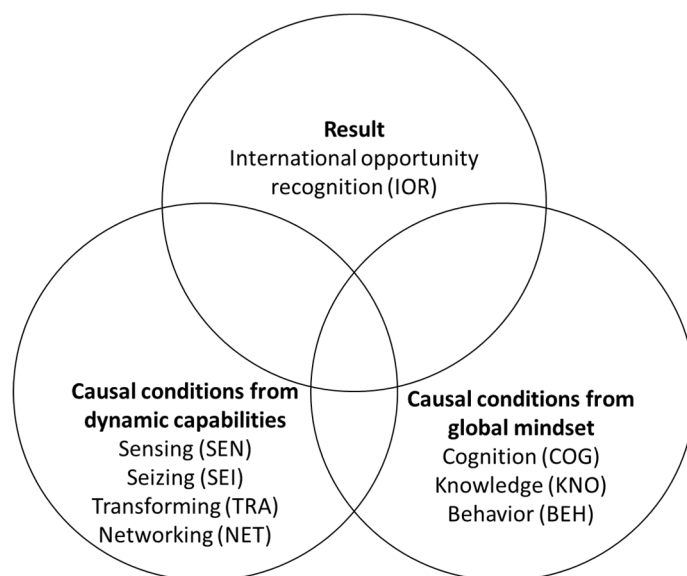 Result
International opportunity
recognition (IOR)
Causal conditions from
dynamic capabilities
Sensing (SEN)
Seizing (SEI)
Transforming (TRA)
Networking (NET)
Causal conditions from
global mindset
Cognition (COG)
Knowledge (KNO)
Behavior (BEH)